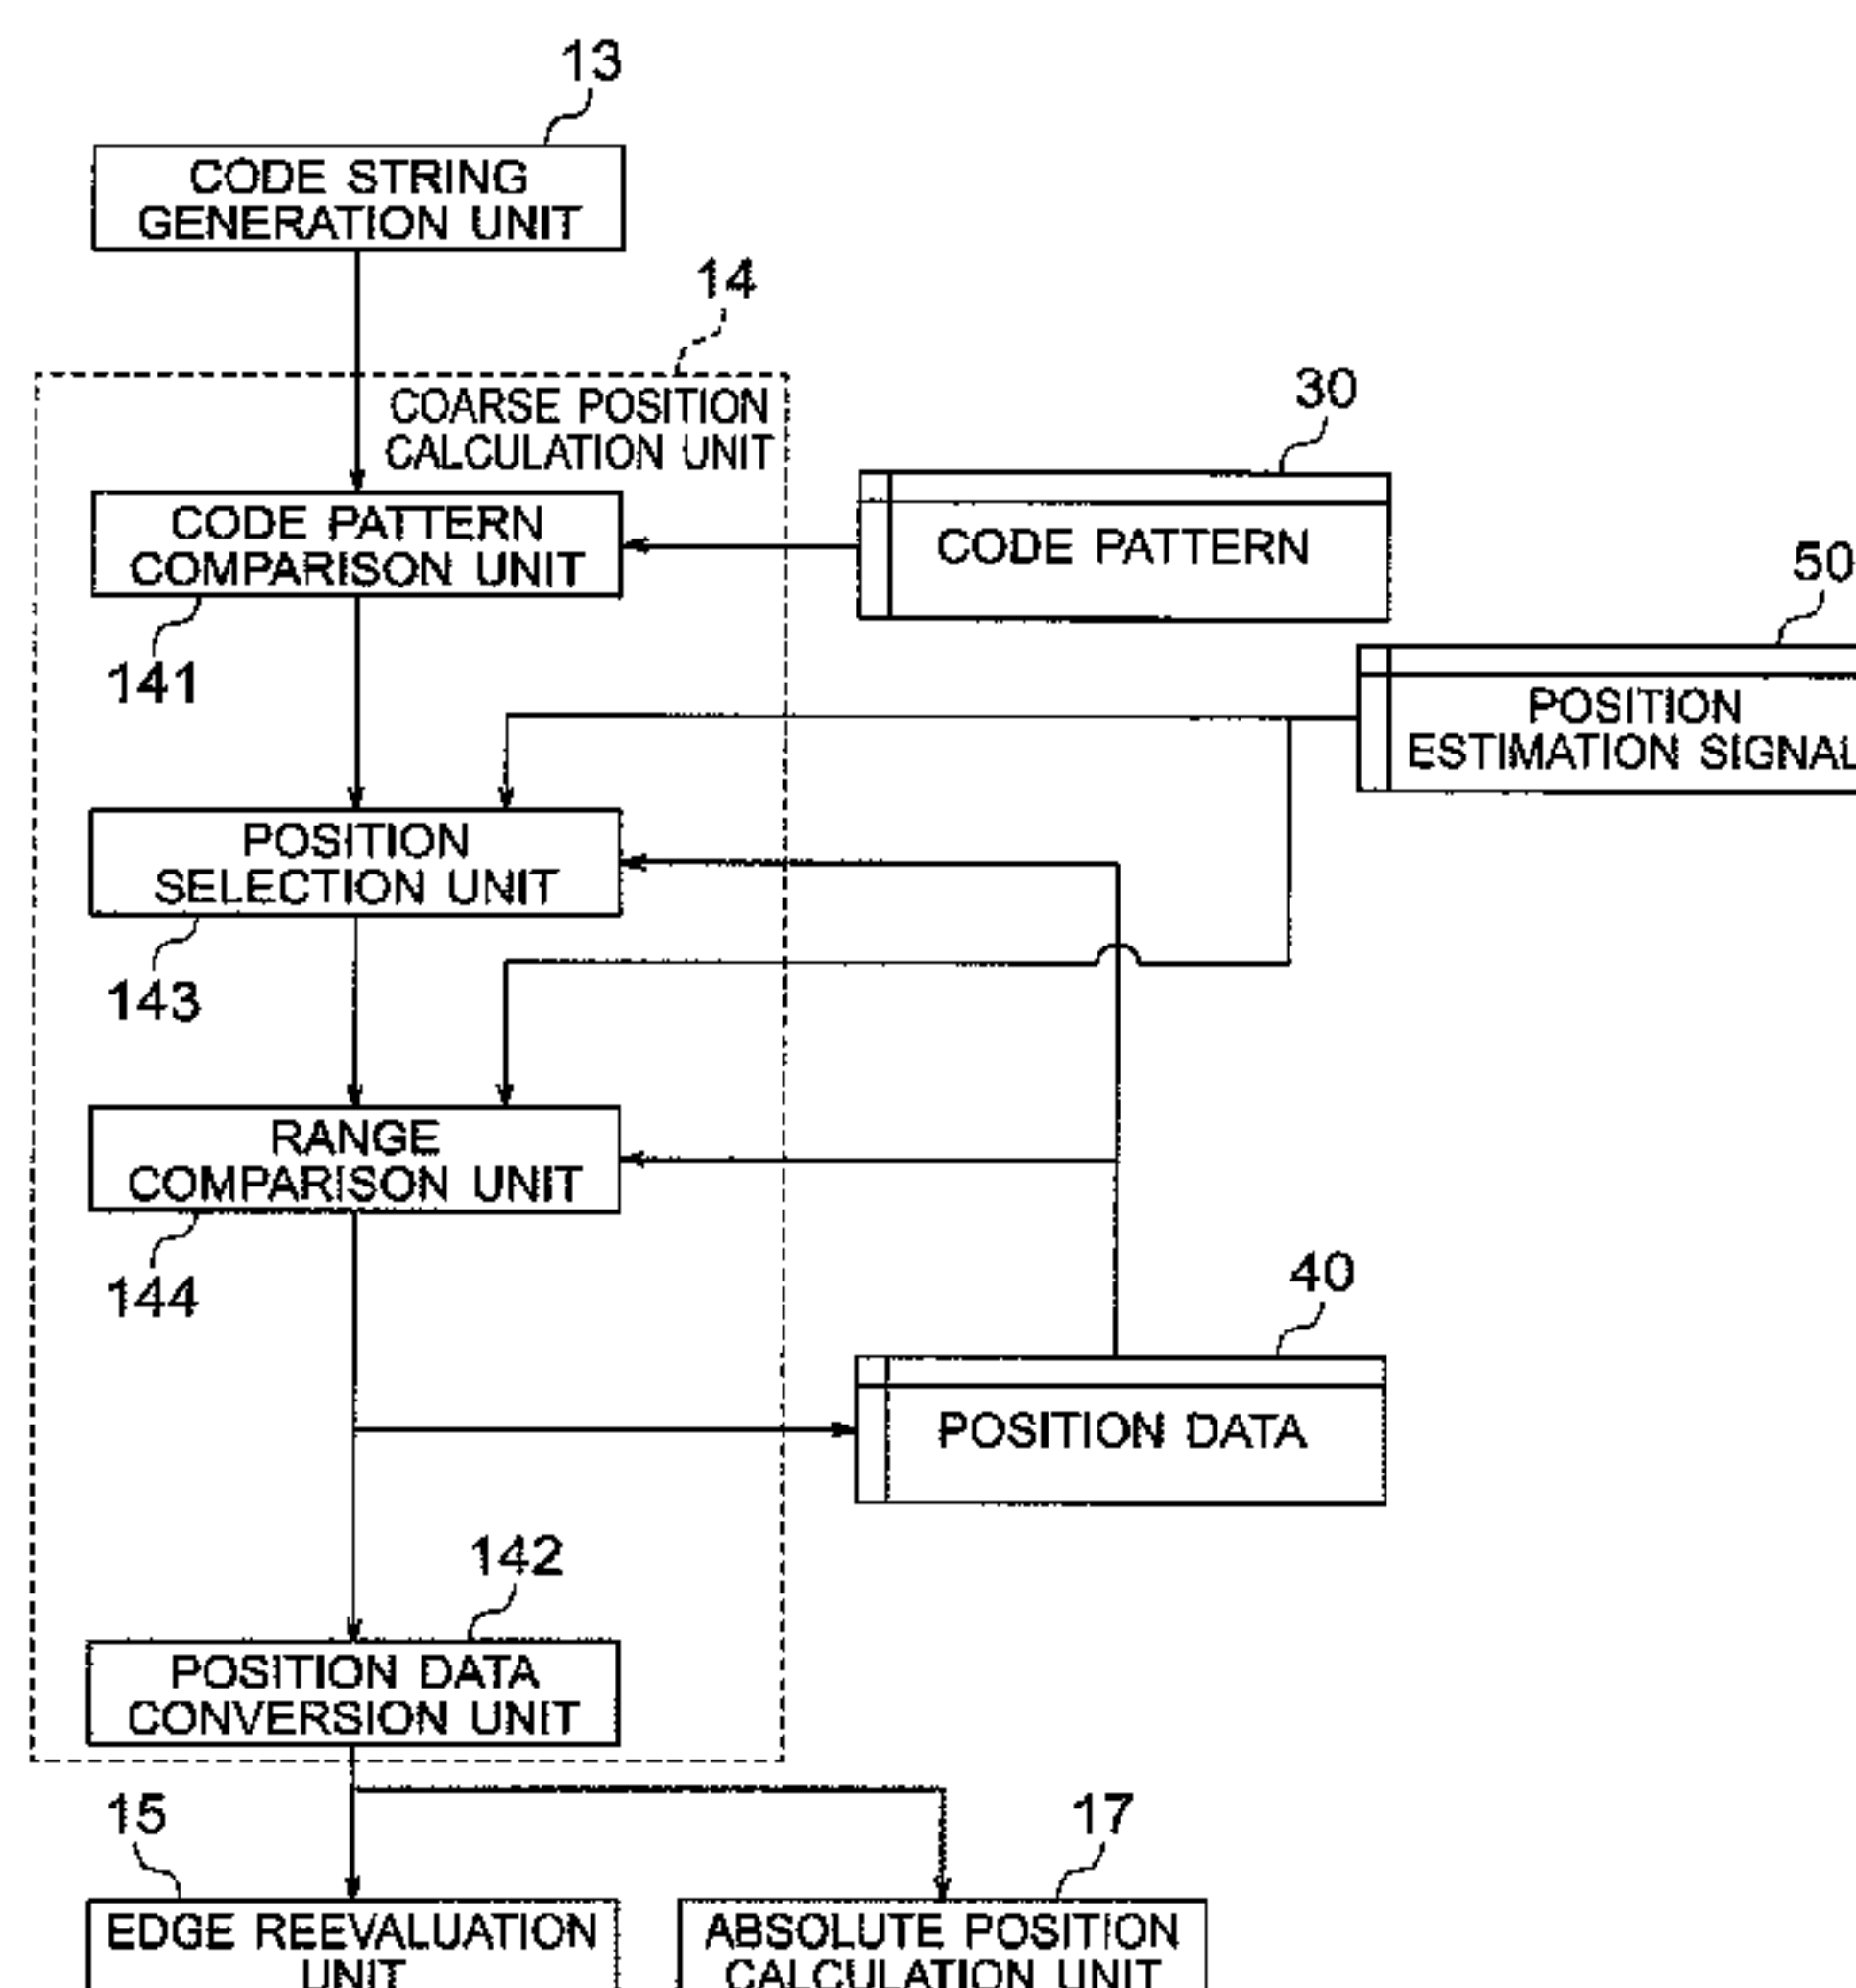 13
CODE STRING
GENERATION UNIT
14
COARSE POSITION
CALCULATION UNIT
30
CODE PATTERN
COMPARISON UNIT
CODE PATTERN
141
50
POSITION
ESTIMATION SIGNAL
POSITION
SELECTION UNIT
143
RANGE
COMPARISON UNIT
144
40
POSITION DATA
142
POSITION DATA
CONVERSION UNIT
15
17
EDGE REEVALUATION
UNIT
ABSOLUTE POSITION
CALCULATION UNIT